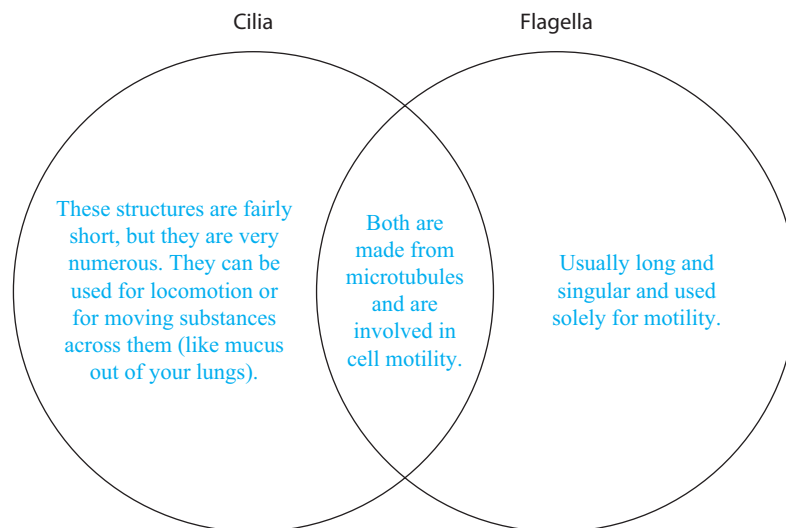 Cilia
Flagella
These structures are fairly
short, but they are very
numerous. They can be
used for locomotion or
for moving substances
across them (like mucus
out of your lungs).
Both are
made from
microtubules
and are
involved in
cell motility.
Usually long and
singular and used
solely for motility.